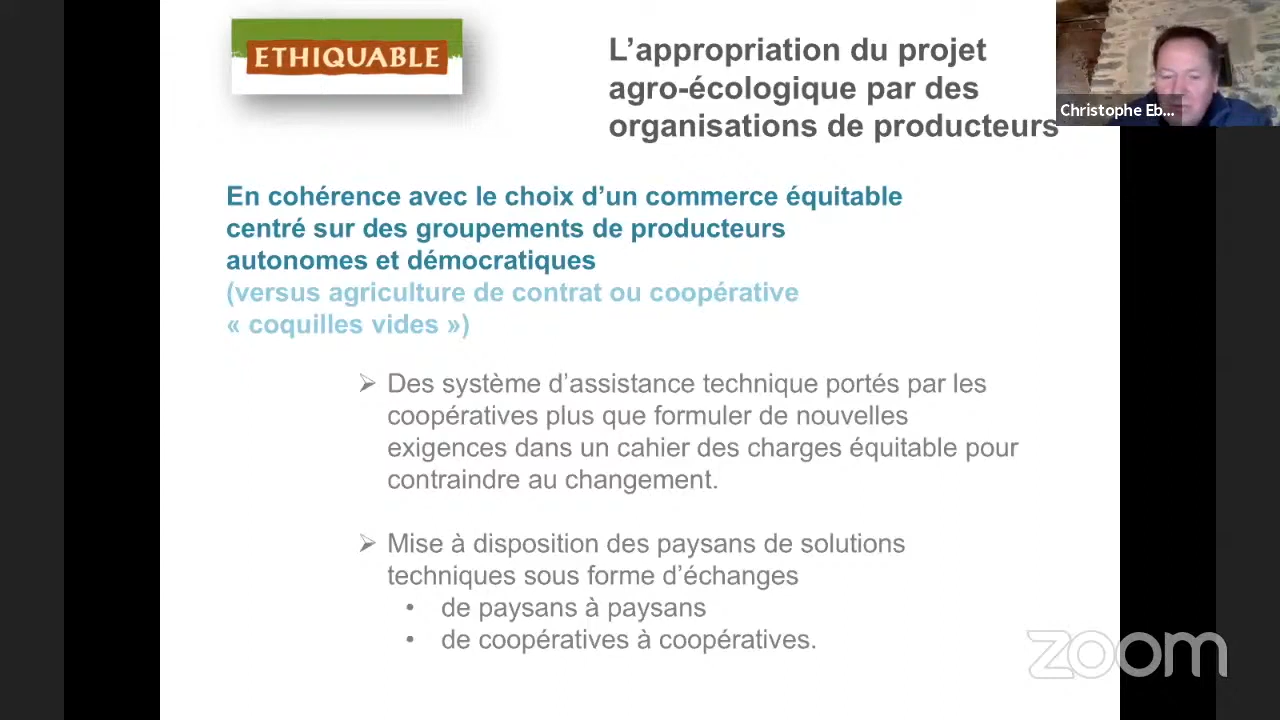 ETHIQUABLE
L’appropriation du projet
agro-écologique par des
organisations de producteurs
Christophe Eb...
En cohérence avec le choix d’un commerce équitable
centré sur des groupements de producteurs
autonomes et démocratiques
(versus agriculture de contrat ou coopérative
« coquilles vides »)
➢ Des système d’assistance technique portés par les
coopératives plus que formuler de nouvelles
exigences dans un cahier des charges équitable pour
contraindre au changement.
➢ Mise à disposition des paysans de solutions
techniques sous forme d’échanges
• de paysans à paysans
• de coopératives à coopératives.
zoom